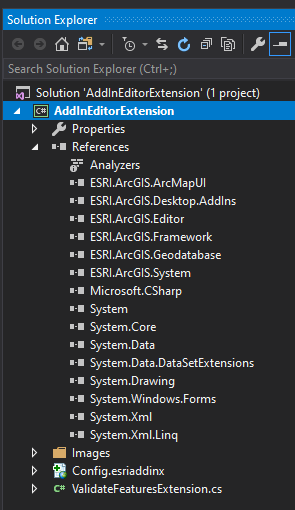 Solution Explorer
Search Solution Explorer (Ctrl+;)
Solution 'AddInEditorExtension' (1 project)
C# AddInEditorExtension
Properties
References
Analyzers
ESRI.ArcGIS.ArcMapUI
ESRI.ArcGIS.Desktop.AddIns
ESRI.ArcGIS.Editor
ESRI.ArcGIS.Framework
ESRI.ArcGIS.Geodatabase
ESRI.ArcGIS.System
Microsoft.CSharp
System
System.Core
System.Data
System.Data.DataSetExtensions
System.Drawing
System.Windows.Forms
System.Xml
System.Xml.Linq
Images
Config.esriaddinx
C# ValidateFeaturesExtension.cs